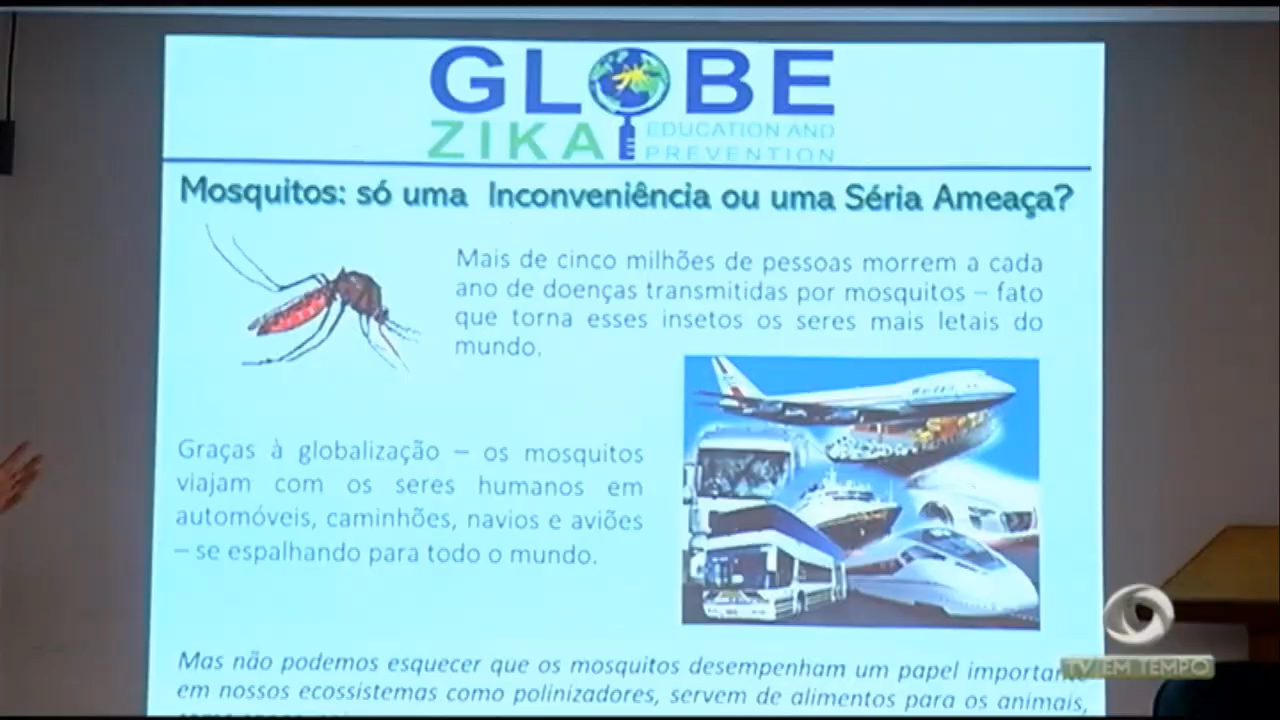 GLOBE
ZIKA EDUCATION AND
PREVENTION
Mosquitos: só uma Inconveniência ou uma Séria Ameaça?
Mais de cinco milhões de pessoas morrem a cada
ano de doenças transmitidas por mosquitos – fato
que torna esses insetos os seres mais letais do
mundo.
Graças à globalização – os mosquitos
viajam com os seres humanos em
automóveis, caminhões, navios e aviões
– se espalhando para todo o mundo.
Mas não podemos esquecer que os mosquitos desempenham um papel importan
em nossos ecossistemas como polinizadores, servem de alimentos para os animais,
TV EM TEMPO